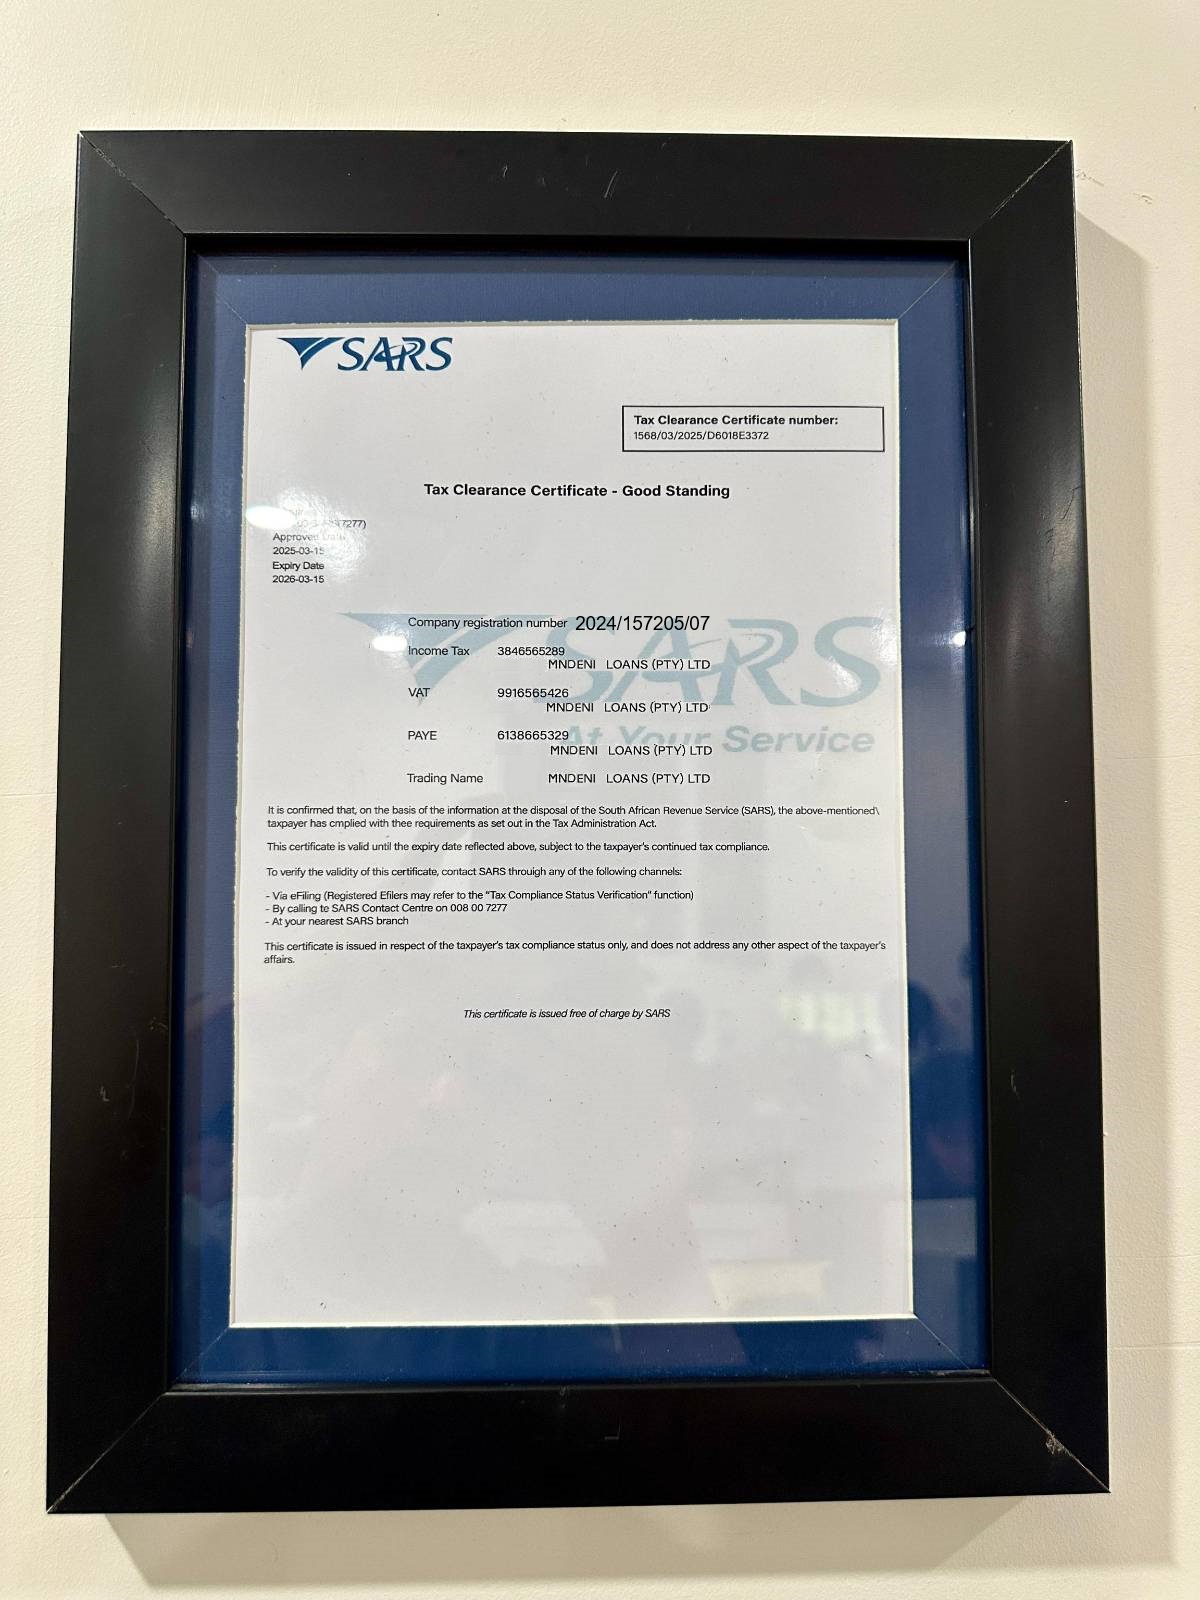 SARS
Tax Clearance Certificate number:
1568/03/2025/D6018E3372
Tax Clearance Certificate - Good Standing
7277)
Approved Date
2025-03-15
Expiry Date
2026-03-15
SARS
At Your Service
Company registration number 2024/157205/07
Income Tax 3846565289
MNDENI LOANS (PTY) LTD
VAT 9916565426
MNDENI LOANS (PTY) LTD
PAYE 6138665329
MNDENI LOANS (PTY) LTD
Trading Name MNDENI LOANS (PTY) LTD
It is confirmed that, on the basis of the information at the disposal of the South African Revenue Service (SARS), the above-mentioned\
taxpayer has cmplied with thee requirements as set out in the Tax Administration Act.
This certificate is valid until the expiry date reflected above, subject to the taxpayer's continued tax compliance.
To verify the validity of this certificate, contact SARS throuigh any of the following channels:
- Via eFiling (Registered Efilers may refer to the "Tax Compliance Status Verification" function)
- By calling te SARS Contact Centre on 008 00 7277
- At your nearest SARS branch
This certificate is issued in respect of the taxpayer's tax compliance status only, and does not address any other aspect of the taxpayer's
affairs.
This certificate is issued free of charge by SARS